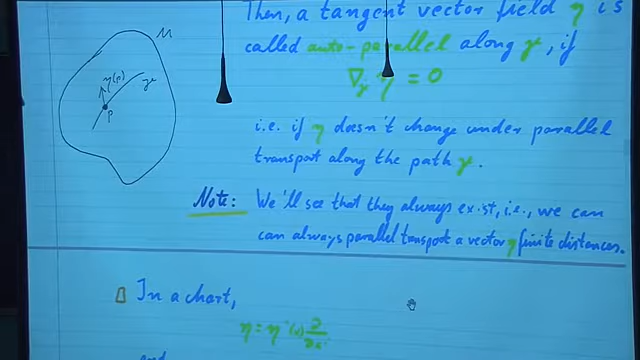 M
η(p)
γ
p
Then, a tangent vector field η is
called auto-parallel along γ, if
∇_γ̇ η = 0
i.e. if η doesn't change under parallel
transport along the path γ.
Note: We'll see that they always exist, i.e., we can
can always parallel transport a vector η finite distances.
In a chart,
η = η^i(x) ∂/∂x^i
and